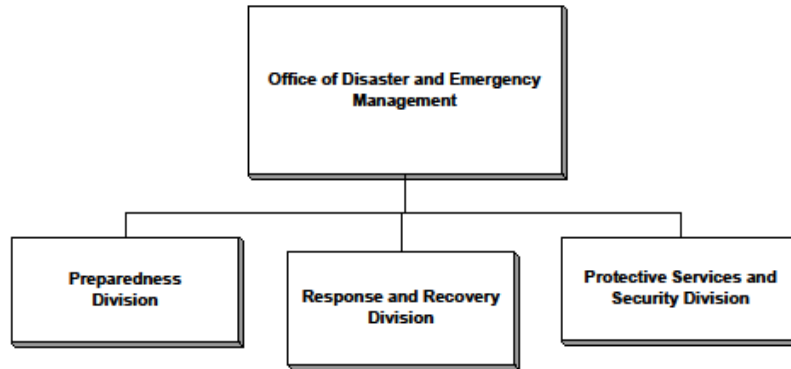 Office of Disaster and Emergency
Management
Preparedness
Division
Response and Recovery
Division
Protective Services and
Security Division